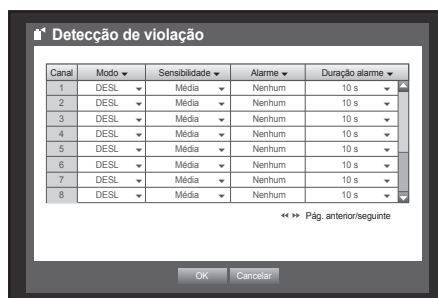 Detecção de violação
Canal Modo Sensibilidade Alarme Duração alarme
1 DESL Média Nenhum 10 s
2 DESL Média Nenhum 10 s
3 DESL Média Nenhum 10 s
4 DESL Média Nenhum 10 s
5 DESL Média Nenhum 10 s
6 DESL Média Nenhum 10 s
7 DESL Média Nenhum 10 s
8 DESL Média Nenhum 10 s
Pág. anterior/seguinte
OK Cancelar